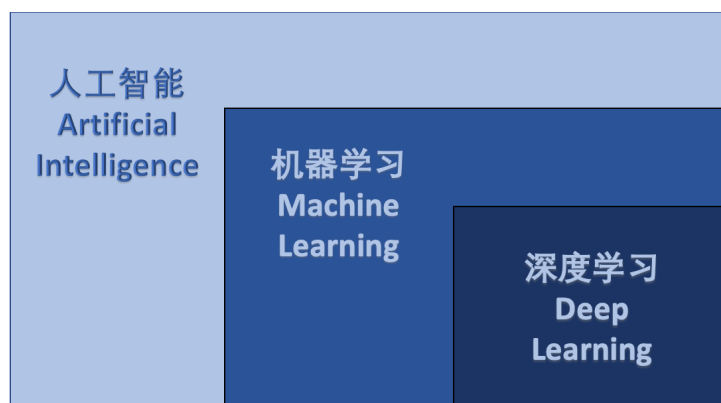 人工智能
Artificial
Intelligence
机器学习
Machine
Learning
深度学习
Deep
Learning